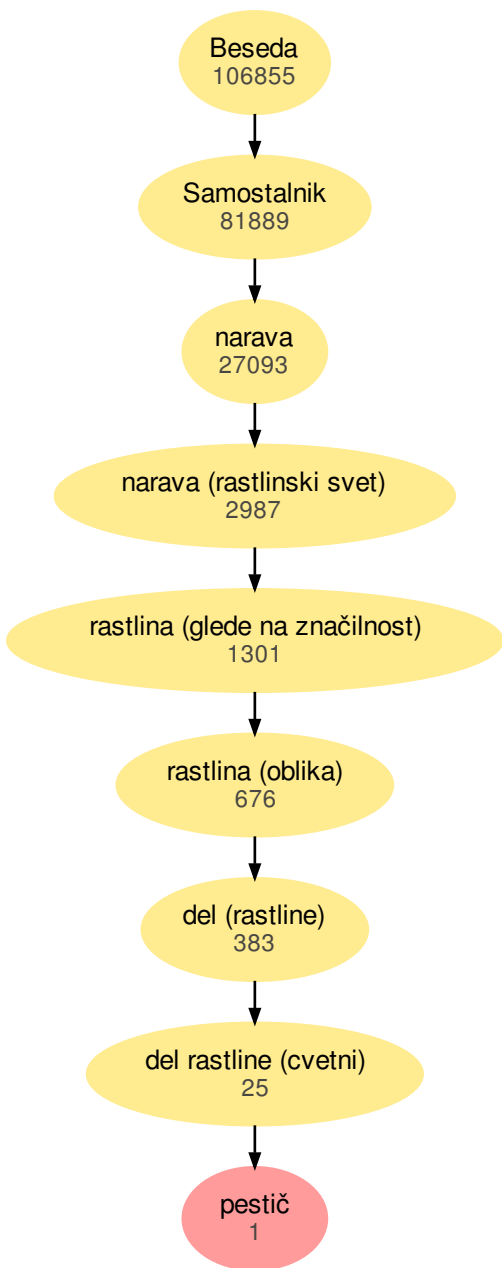 Beseda
106855
Samostalnik
81889
narava
27093
narava (rastlinski svet)
2987
rastlina (glede na značilnost)
1301
rastlina (oblika)
676
del (rastline)
383
del rastline (cvetni)
25
pestič
1